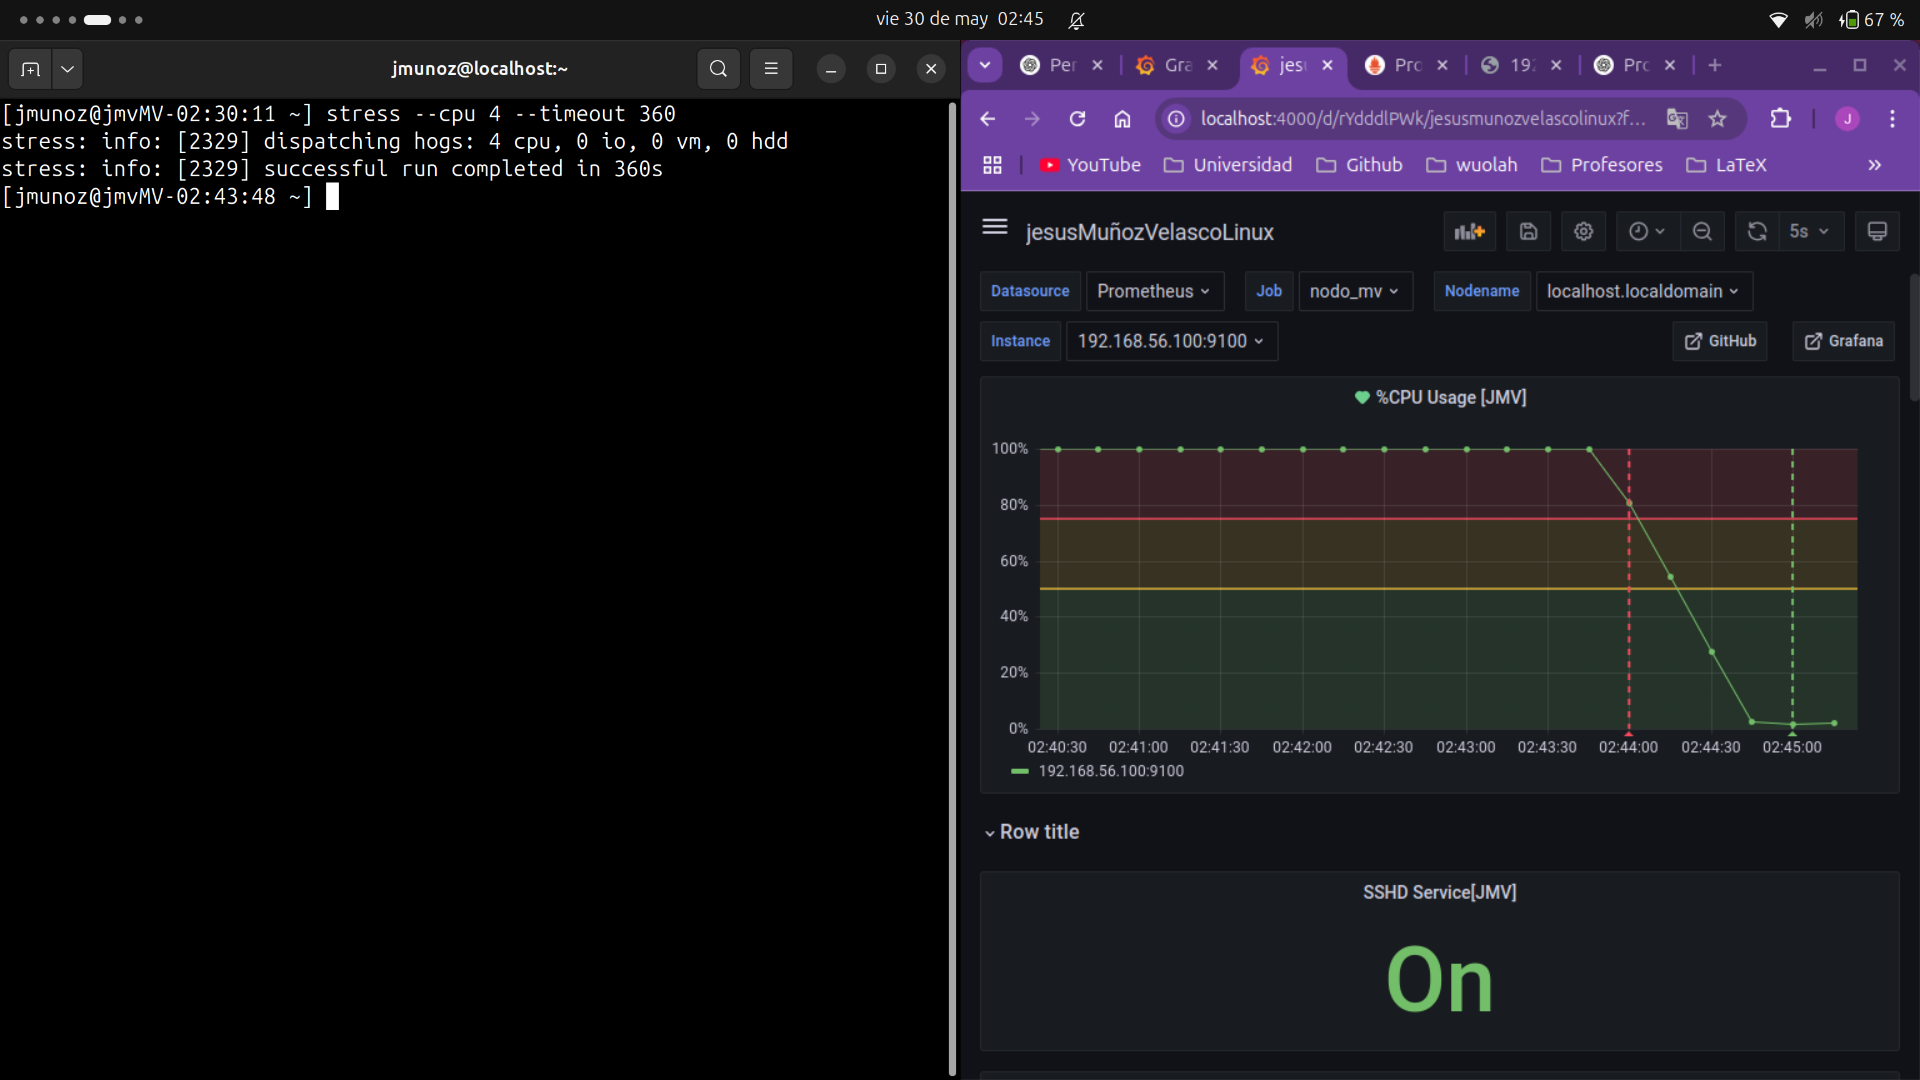 vie 30 de may 02:45
67 %
jmunoz@localhost:~
[jmunoz@jmvMV-02:30:11 ~] stress --cpu 4 --timeout 360
stress: info: [2329] dispatching hogs: 4 cpu, 0 io, 0 vm, 0 hdd
stress: info: [2329] successful run completed in 360s
[jmunoz@jmvMV-02:43:48 ~]
Per
Gra
jesu
Pro
192
Pro
localhost:4000/d/rYdddlPWk/jesusmunozvelascolinux?f...
J
YouTube
Universidad
Github
wuolah
Profesores
LaTeX
»
jesusMuñozVelascoLinux
5s
Datasource Prometheus
Job nodo_mv
Nodename localhost.localdomain
Instance 192.168.56.100:9100
GitHub
Grafana
%CPU Usage [JMV]
100%
80%
60%
40%
20%
0%
02:40:30 02:41:00 02:41:30 02:42:00 02:42:30 02:43:00 02:43:30 02:44:00 02:44:30 02:45:00
192.168.56.100:9100
Row title
SSHD Service[JMV]
On